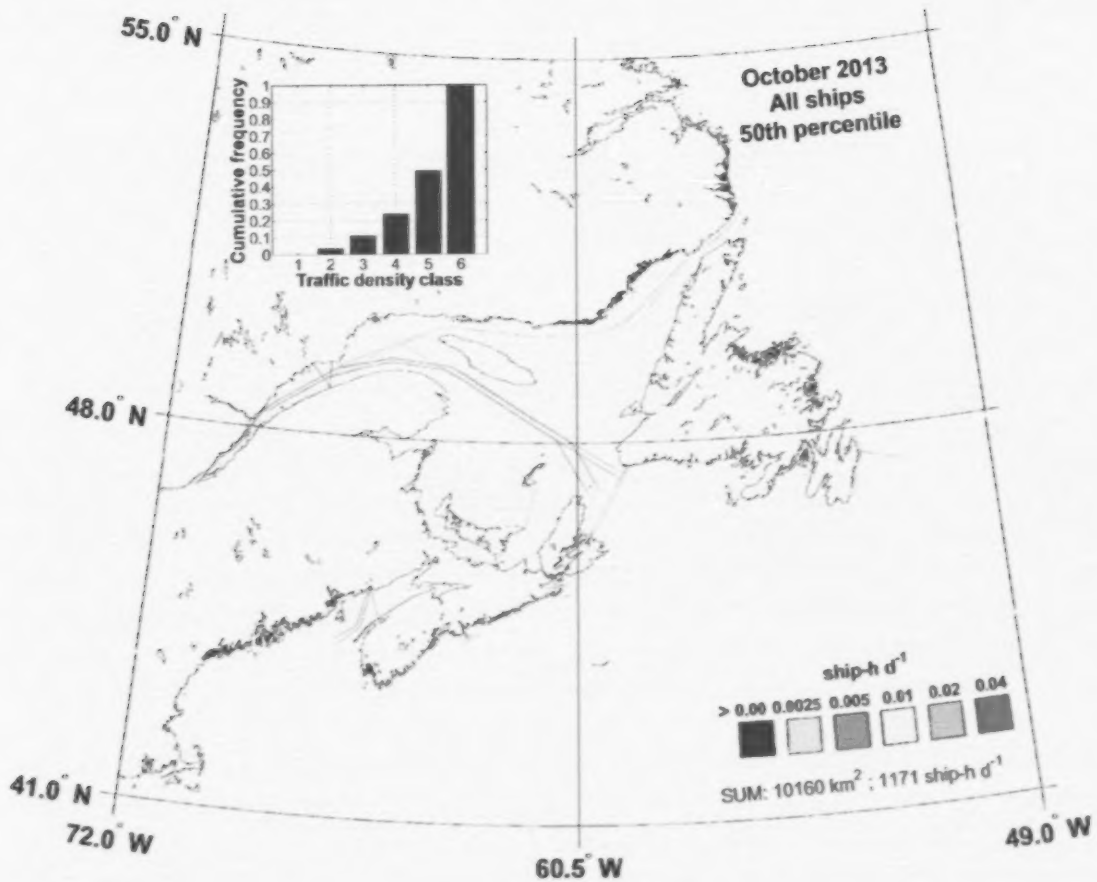 55.0° N
October 2013
All ships
50th percentile
Cumulative frequency
1
0.9
0.8
0.7
0.6
0.5
0.4
0.3
0.2
0.1
0
1 2 3 4 5 6
Traffic density class
48.0° N
ship-h d⁻¹
> 0.00 0.0025 0.005 0.01 0.02 0.04
SUM: 10160 km² ; 1171 ship-h d⁻¹
41.0° N
72.0° W
60.5° W
49.0° W